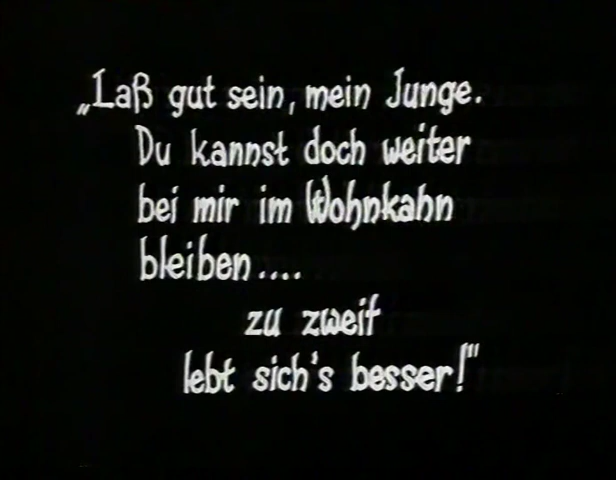 „Laß gut sein, mein Junge.
Du kannst doch weiter
bei mir im Wohnkahn
bleiben....
zu zweit
lebt sich's besser!"